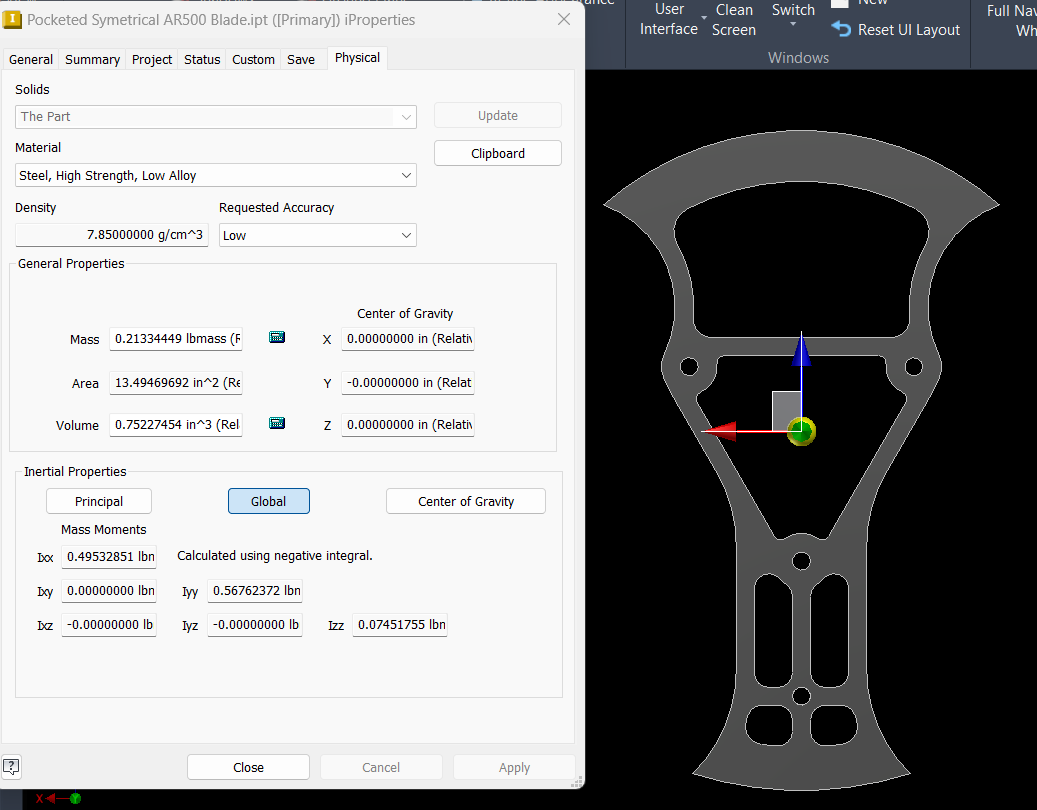 Pocketed Symetrical AR500 Blade.ipt ([Primary]) iProperties
General Summary Project Status Custom Save Physical
Solids
The Part
Update
Material
Clipboard
Steel, High Strength, Low Alloy
Density
Requested Accuracy
7.85000000 g/cm^3
Low
General Properties
Center of Gravity
Mass 0.21334449 lbmass (R
X 0.00000000 in (Relativ
Area 13.49469692 in^2 (Re
Y -0.00000000 in (Relat
Volume 0.75227454 in^3 (Rel
Z 0.00000000 in (Relativ
Inertial Properties
Principal
Global
Center of Gravity
Mass Moments
Ixx 0.49532851 lbn
Calculated using negative integral.
Ixy 0.00000000 lbn
Iyy 0.56762372 lbn
Ixz -0.00000000 lb
Iyz -0.00000000 lb
Izz 0.07451755 lbn
Close
Cancel
Apply
User
Interface
Clean
Screen
Switch
New
Reset UI Layout
Windows
Full Nav
Wh
X
Y